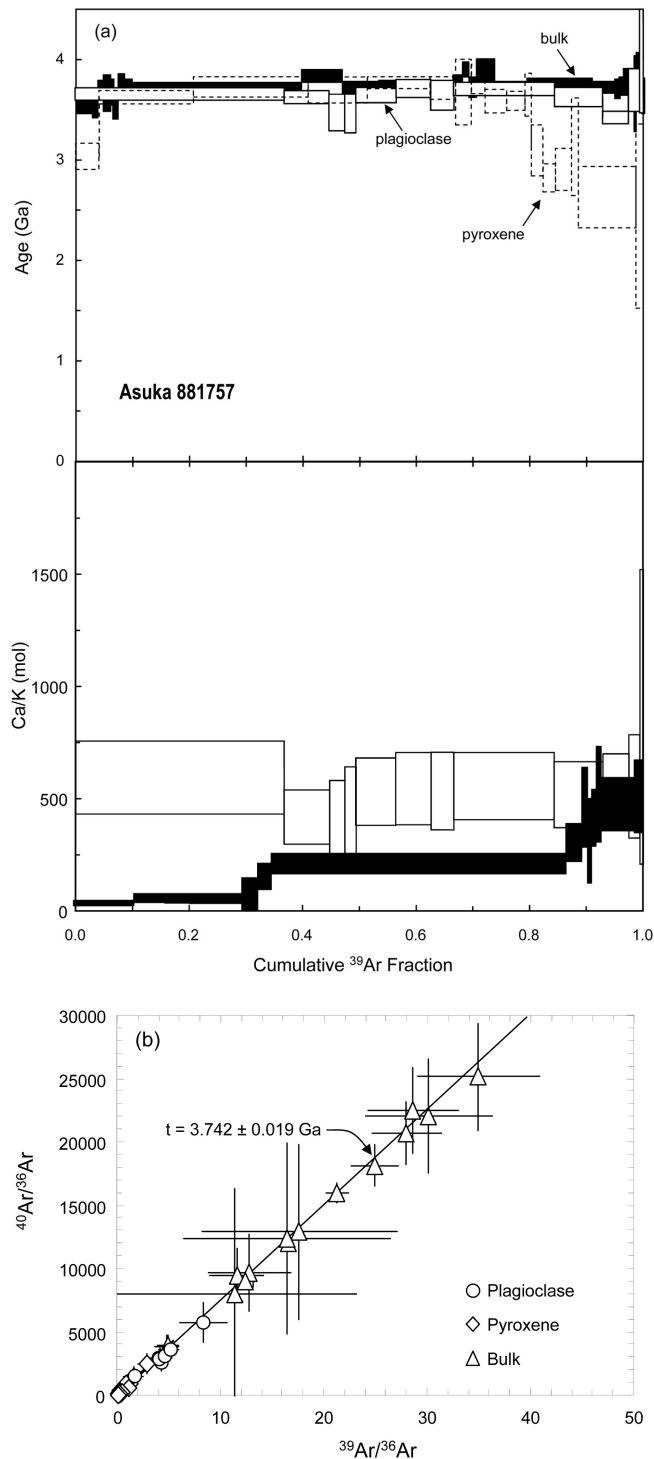 (a)
4
3
2
1
0
Age (Ga)
bulk
plagioclase
pyroxene
Asuka 881757
1500
1000
500
0
Ca/K (mol)
0.0 0.2 0.4 0.6 0.8 1.0
Cumulative ³⁹Ar Fraction
(b)
30000
25000
20000
15000
10000
5000
0
⁴⁰Ar/³⁶Ar
t = 3.742 ± 0.019 Ga
Plagioclase
Pyroxene
Bulk
0 10 20 30 40 50
³⁹Ar/³⁶Ar